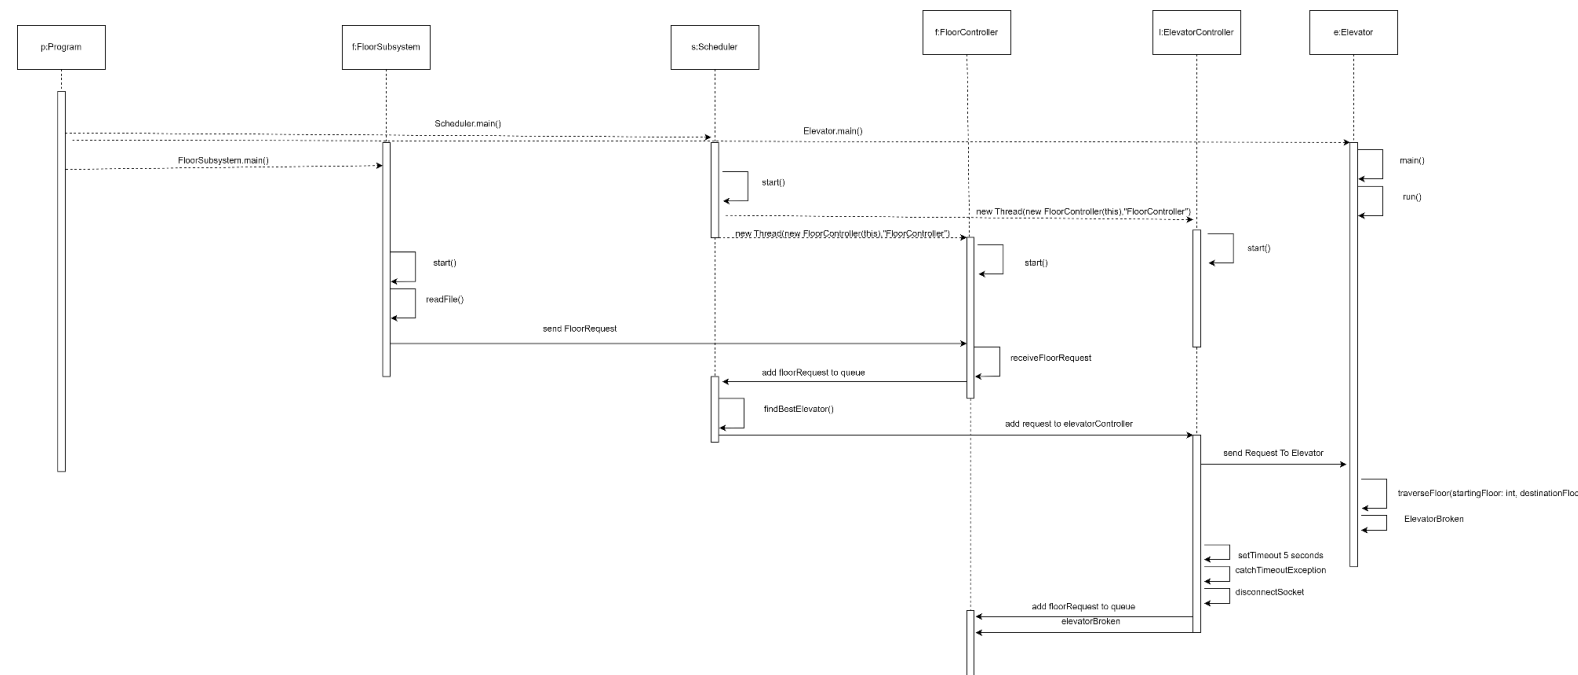 p:Program
f:FloorSubsystem
s:Scheduler
f:FloorController
l:ElevatorController
e:Elevator
Scheduler.main()
Elevator.main()
FloorSubsystem.main()
main()
start()
run()
new Thread(new FloorController(this),"FloorController")
new Thread(new FloorController(this),"FloorController")
start()
start()
start()
readFile()
send FloorRequest
receiveFloorRequest
add floorRequest to queue
findBestElevator()
add request to elevatorController
send Request To Elevator
traverseFloor(startingFloor: int, destinationFloo
ElevatorBroken
setTimeout 5 seconds
catchTimeoutException
disconnectSocket
add floorRequest to queue
elevatorBroken